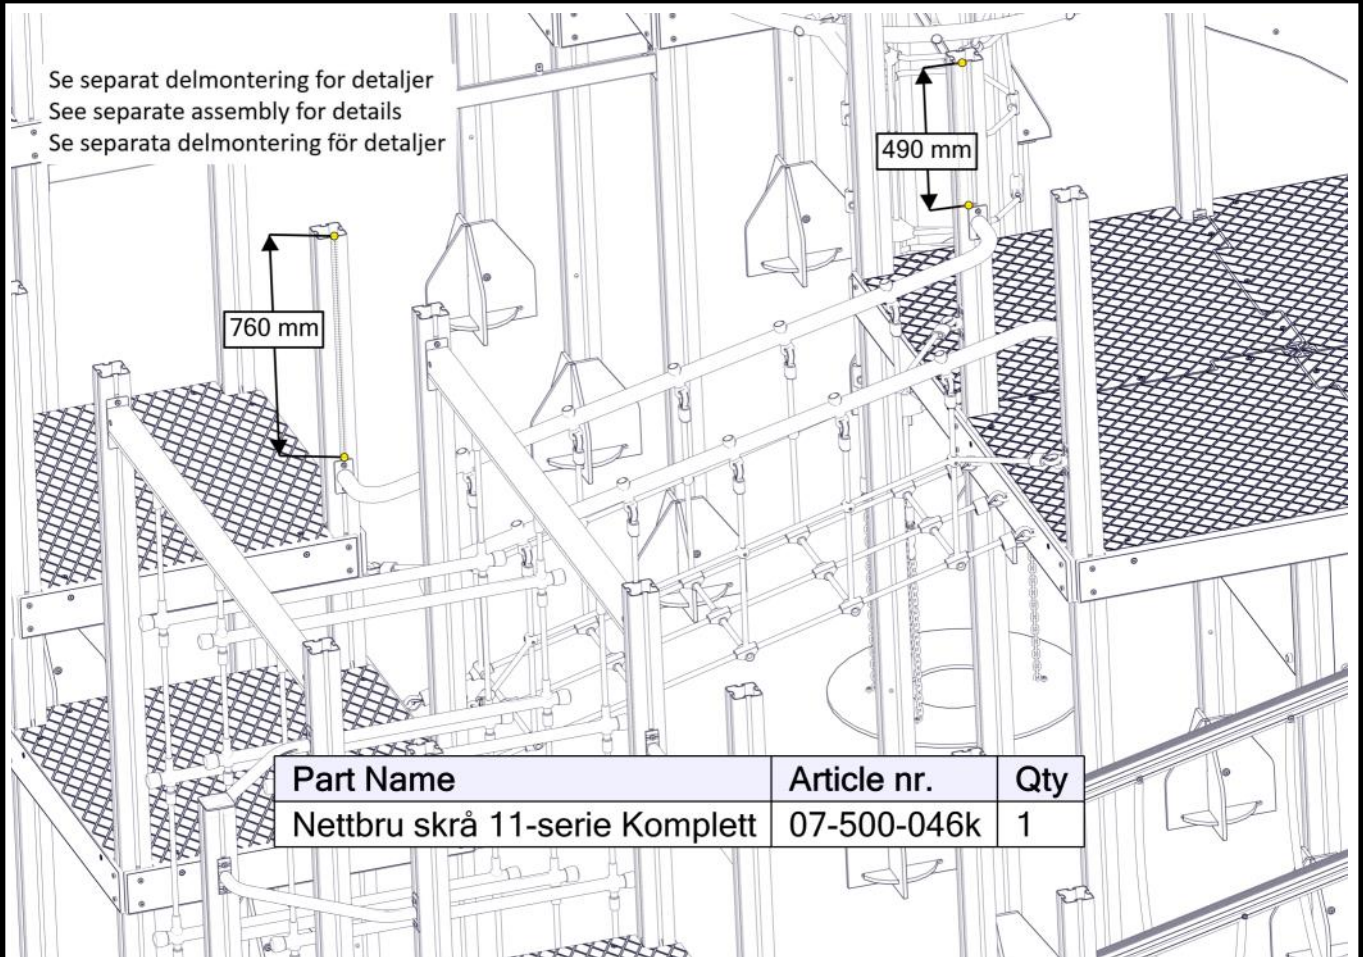 Se separat delmontering for detaljer
See separate assembly for details
Se separata delmontering för detaljer
490 mm
760 mm
Part Name Article nr. Qty
Nettbru skrå 11-serie Komplett 07-500-046k 1